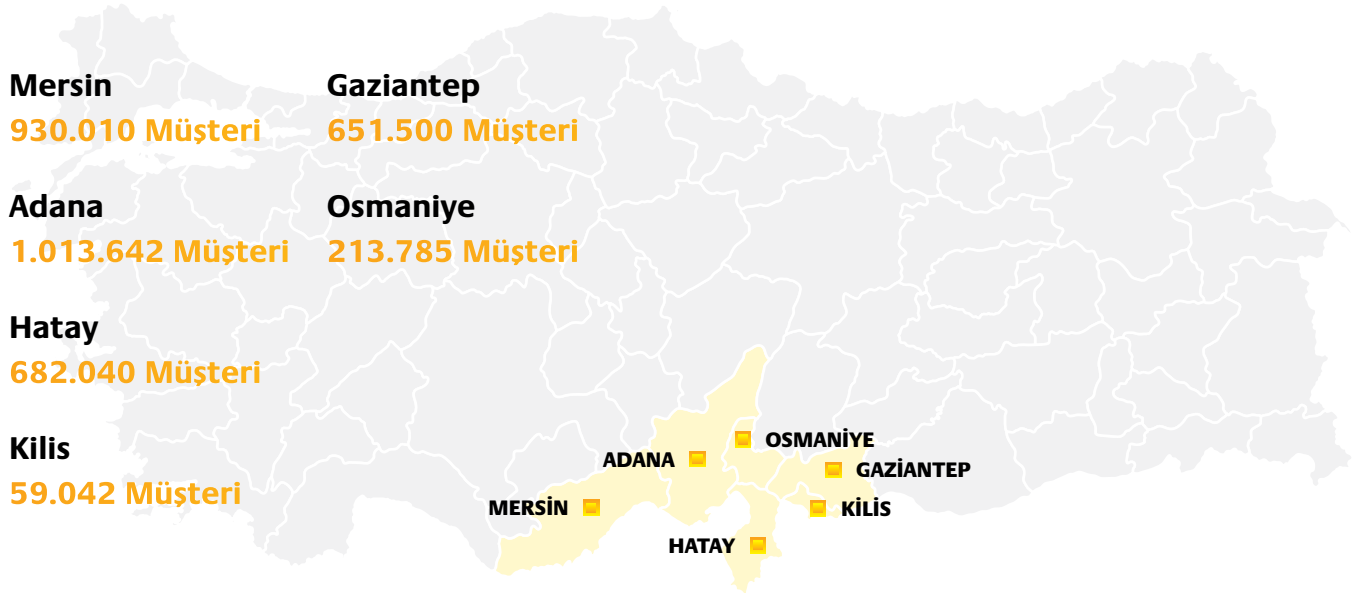 Mersin
930.010 Müşteri
Gaziantep
651.500 Müşteri
Adana
1.013.642 Müşteri
Osmaniye
213.785 Müşteri
Hatay
682.040 Müşteri
Kilis
59.042 Müşteri
OSMANİYE
ADANA
GAZİANTEP
MERSİN
KİLİS
HATAY